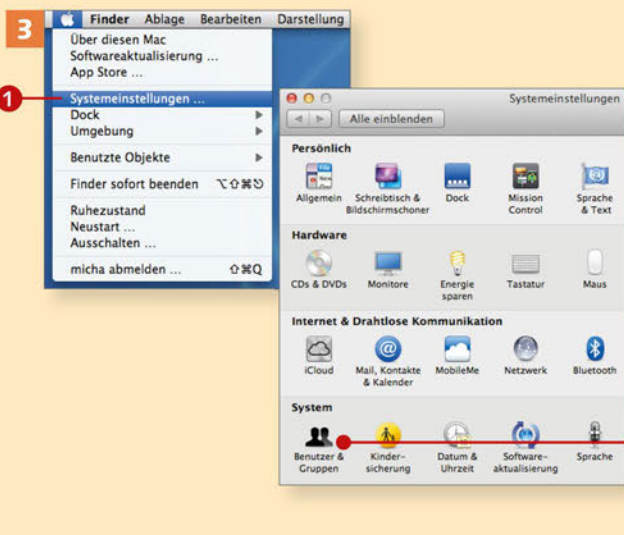 3
Finder Ablage Bearbeiten Darstellung
Über diesen Mac
Softwareaktualisierung ...
App Store ...
1
Systemeinstellungen ...
Dock
Umgebung
Benutzte Objekte
Finder sofort beenden ⌥⇧⌘⎋
Ruhezustand
Neustart ...
Ausschalten ...
micha abmelden ... ⇧⌘Q
Systemeinstellungen
Alle einblenden
Persönlich
Allgemein Schreibtisch & Dock Mission Sprache
Bildschirmschoner Control & Text
Hardware
CDs & DVDs Monitore Energie Tastatur Maus
sparen
Internet & Drahtlose Kommunikation
iCloud Mail, Kontakte MobileMe Netzwerk Bluetooth
& Kalender
System
Benutzer & Kinder- Datum & Software- Sprache
Gruppen sicherung Uhrzeit aktualisierung